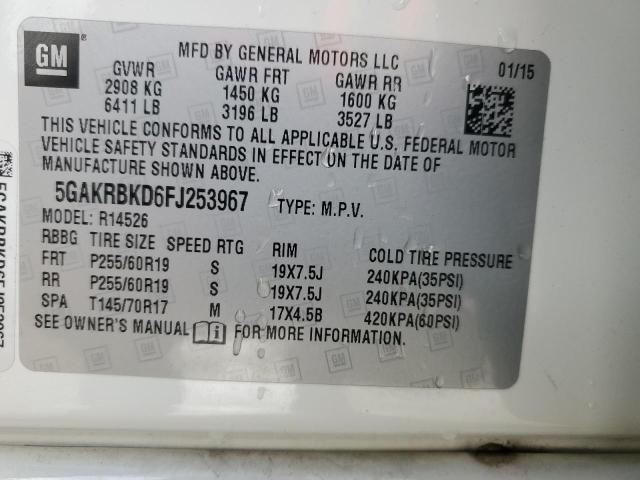 GM
MFD BY GENERAL MOTORS LLC
01/15
GVWR GAWR FRT GAWR RR
2908 KG 1450 KG 1600 KG
6411 LB 3196 LB 3527 LB
THIS VEHICLE CONFORMS TO ALL APPLICABLE U.S. FEDERAL MOTOR
VEHICLE SAFETY STANDARDS IN EFFECT ON THE DATE OF
MANUFACTURE SHOWN ABOVE.
5GAKRBKD6FJ253967 TYPE: M.P.V.
MODEL: R14526
RBBG TIRE SIZE SPEED RTG RIM COLD TIRE PRESSURE
FRT P255/60R19 S 19X7.5J 240KPA(35PSI)
RR P255/60R19 S 19X7.5J 240KPA(35PSI)
SPA T145/70R17 M 17X4.5B 420KPA(60PSI)
SEE OWNER'S MANUAL FOR MORE INFORMATION.